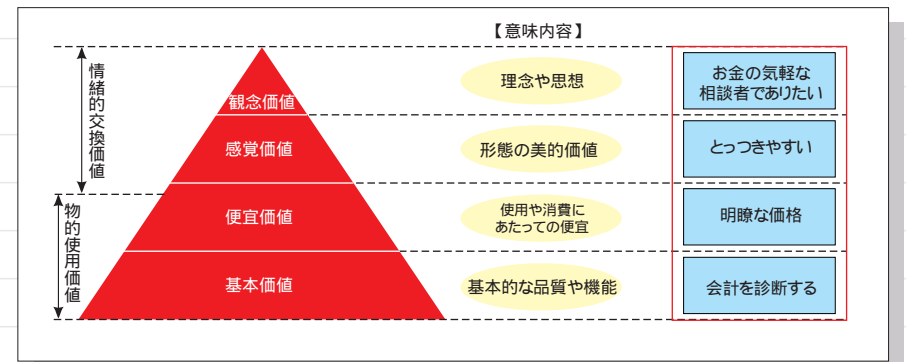 【意味内容】
情緒的交換価値
物的使用価値
観念価値
理念や思想
お金の気軽な
相談者でありたい
感覚価値
形態の美的価値
とっつきやすい
便宜価値
使用や消費に
あたっての便宜
明瞭な価格
基本価値
基本的な品質や機能
会計を診断する